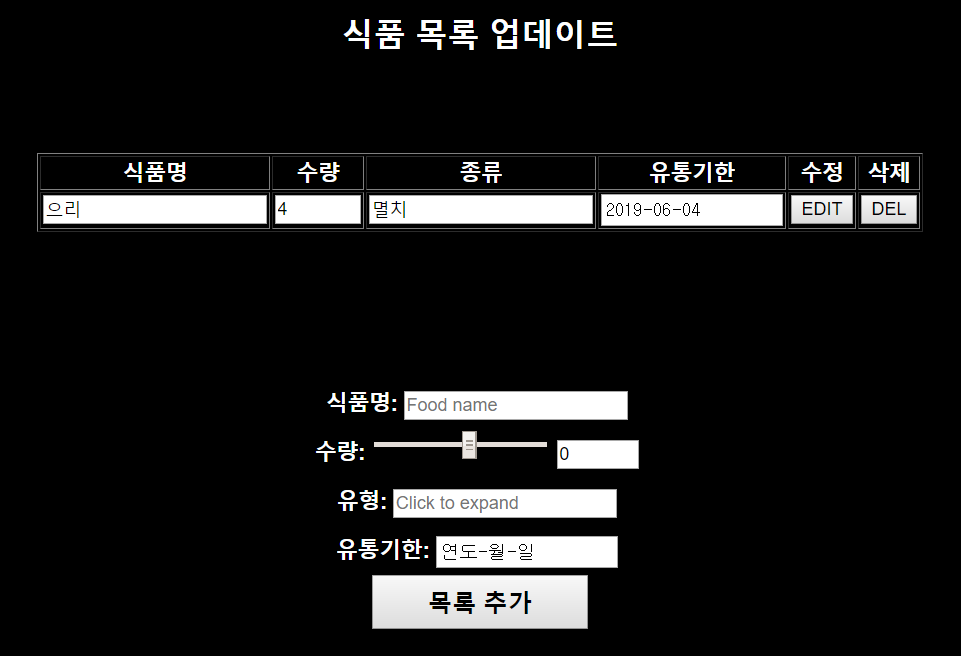 식품 목록 업데이트
식품명 수량 종류 유통기한 수정 삭제
으리 4 멸치 2019-06-04 EDIT DEL
식품명: Food name
수량: 0
유형: Click to expand
유통기한: 연도-월-일
목록 추가